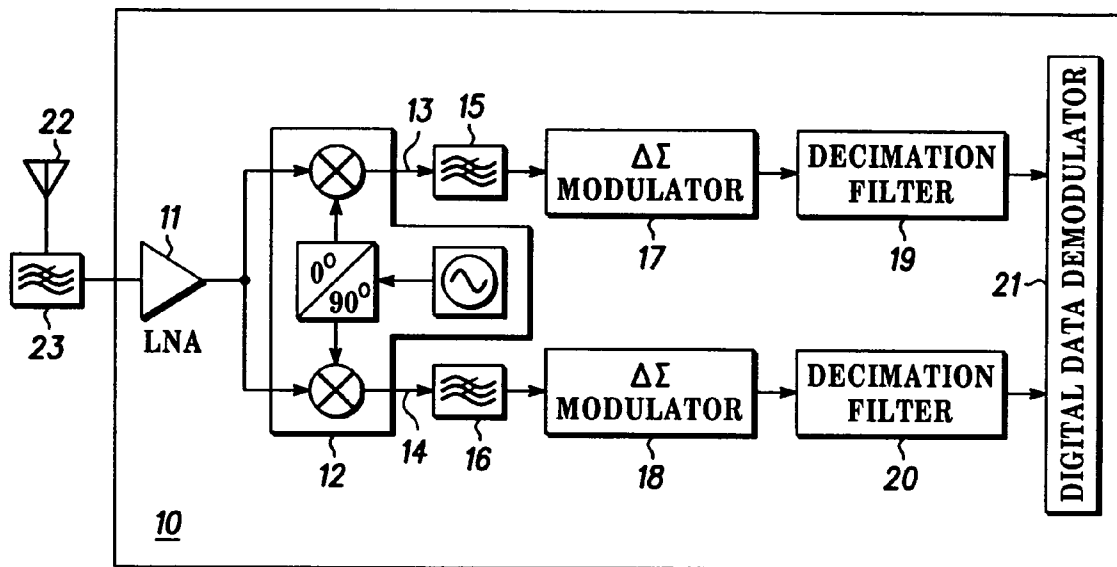 22
23
11
LNA
13
15
0°
90°
12
14
16
ΔΣ
MODULATOR
17
DECIMATION
FILTER
19
ΔΣ
MODULATOR
18
DECIMATION
FILTER
20
21
DIGITAL DATA DEMODULATOR
10